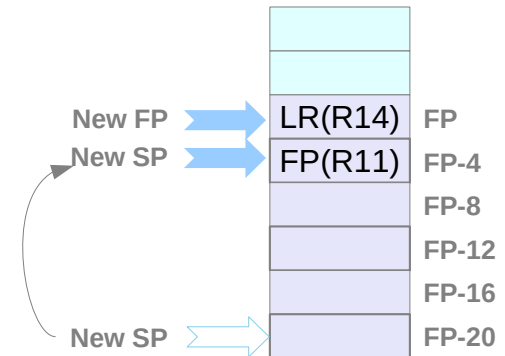 New FP LR(R14) FP
New SP FP(R11) FP-4
FP-8
FP-12
FP-16
New SP FP-20